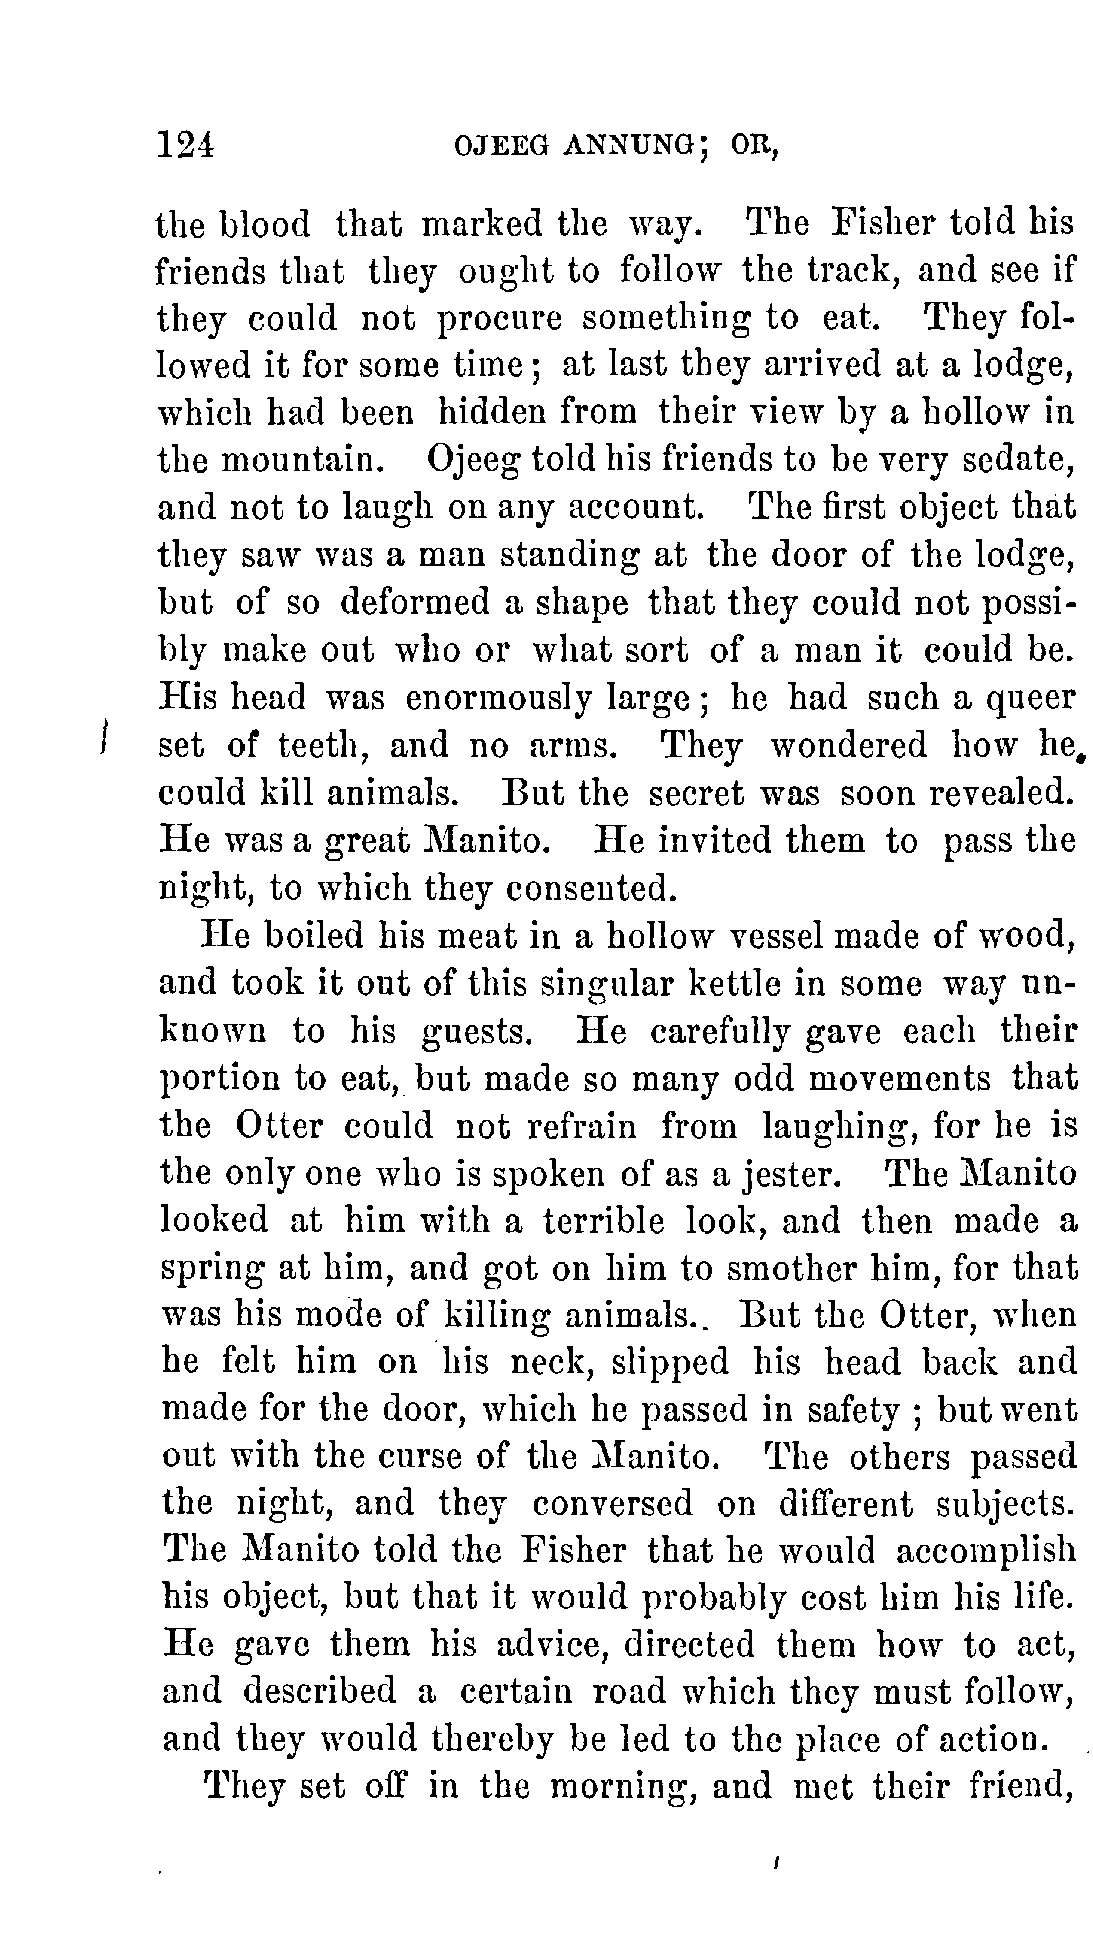 124 OJEEG ANNUNG; OR,
the blood that marked the way. The Fisher told his
friends that they ought to follow the track, and see if
they could not procure something to eat. They fol-
lowed it for some time; at last they arrived at a lodge,
which had been hidden from their view by a hollow in
the mountain. Ojeeg told his friends to be very sedate,
and not to laugh on any account. The first object that
they saw was a man standing at the door of the lodge,
but of so deformed a shape that they could not possi-
bly make out who or what sort of a man it could be.
His head was enormously large; he had such a queer
set of teeth, and no arms. They wondered how he
could kill animals. But the secret was soon revealed.
He was a great Manito. He invited them to pass the
night, to which they consented.
He boiled his meat in a hollow vessel made of wood,
and took it out of this singular kettle in some way un-
known to his guests. He carefully gave each their
portion to eat, but made so many odd movements that
the Otter could not refrain from laughing, for he is
the only one who is spoken of as a jester. The Manito
looked at him with a terrible look, and then made a
spring at him, and got on him to smother him, for that
was his mode of killing animals. But the Otter, when
he felt him on his neck, slipped his head back and
made for the door, which he passed in safety; but went
out with the curse of the Manito. The others passed
the night, and they conversed on different subjects.
The Manito told the Fisher that he would accomplish
his object, but that it would probably cost him his life.
He gave them his advice, directed them how to act,
and described a certain road which they must follow,
and they would thereby be led to the place of action.
They set off in the morning, and met their friend,